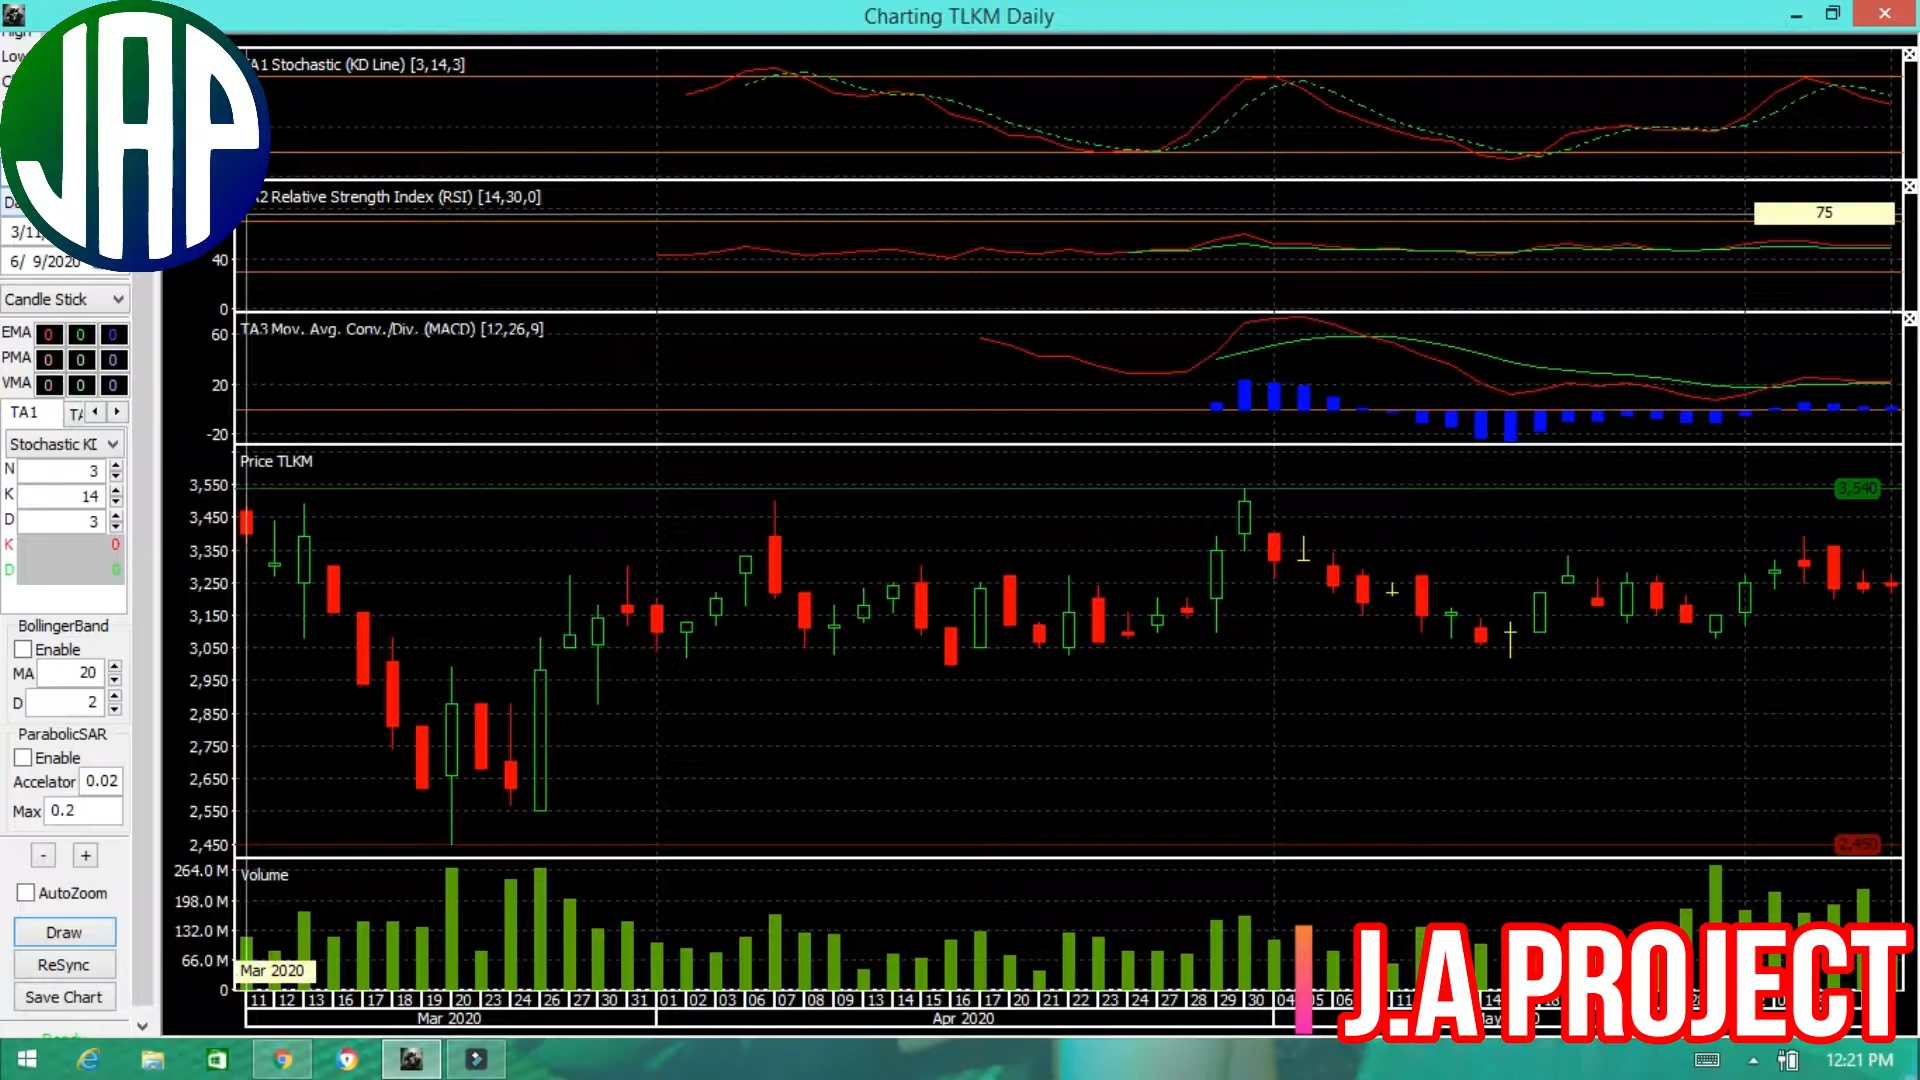 Charting TLKM Daily
JAP
TA1 Stochastic (KD Line) [3,14,3]
Relative Strength Index (RSI) [14,30,0]
75
3/11
6/ 9/2020
40
0
Candle Stick
EMA 0 0 0
PMA 0 0 0
VMA 0 0 0
TA1
Stochastic KD
N 3
K 14
D 3
K 0
D 0
TA3 Mov. Avg. Conv./Div. (MACD) [12,26,9]
60
20
-20
BollingerBand
Enable
MA 20
D 2
ParabolicSAR
Enable
Accelator 0.02
Max 0.2
- +
AutoZoom
Draw
ReSync
Save Chart
Price TLKM
3,550
3,540
3,450
3,350
3,250
3,150
3,050
2,950
2,850
2,750
2,650
2,550
2,450
2,450
Volume
264.0 M
198.0 M
132.0 M
66.0 M
0
Mar 2020
11 12 13 16 17 18 19 20 23 24 26 27 30 31 01 02 03 06 07 08 09 13 14 15 16 17 20 21 22 23 24 27 28 29 30 04 05
Mar 2020 Apr 2020
J.A PROJECT
12:21 PM